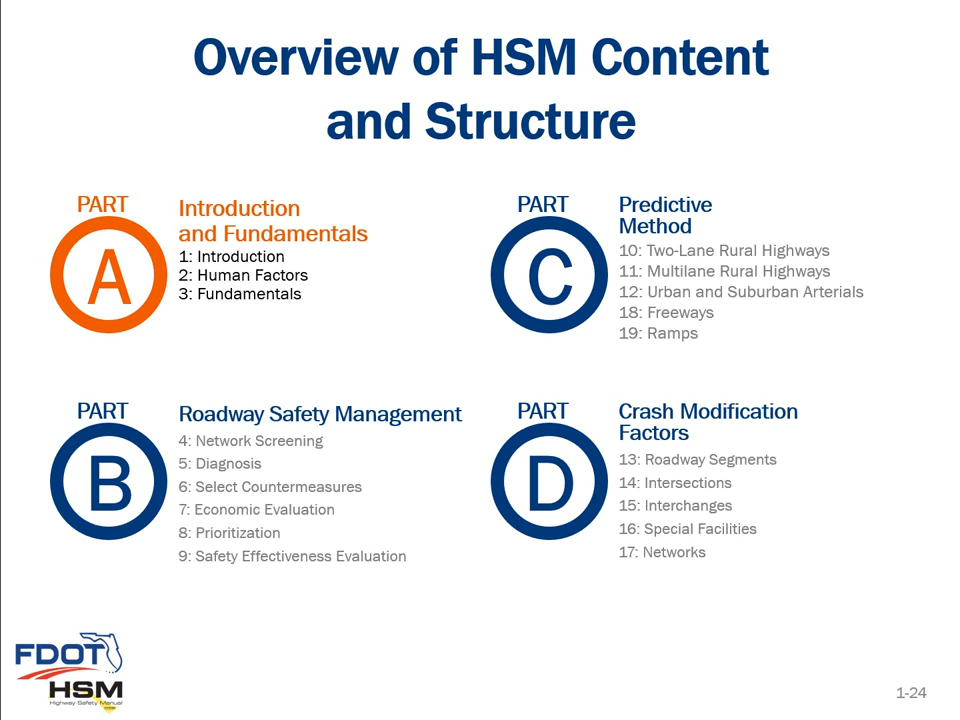 Overview of HSM Content
and Structure
PART
A
Introduction
and Fundamentals
1: Introduction
2: Human Factors
3: Fundamentals
PART
B
Roadway Safety Management
4: Network Screening
5: Diagnosis
6: Select Countermeasures
7: Economic Evaluation
8: Prioritization
9: Safety Effectiveness Evaluation
PART
C
Predictive
Method
10: Two-Lane Rural Highways
11: Multilane Rural Highways
12: Urban and Suburban Arterials
18: Freeways
19: Ramps
PART
D
Crash Modification
Factors
13: Roadway Segments
14: Intersections
15: Interchanges
16: Special Facilities
17: Networks
FDOT
HSM
Highway Safety Manual
1-24